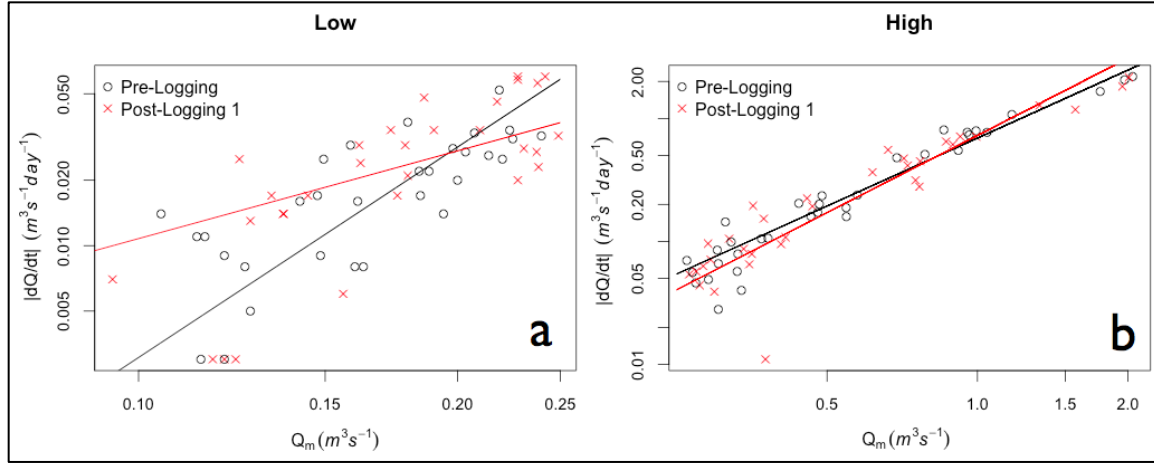 Low
High
Pre-Logging
Post-Logging 1
|dQ/dt| (m³s⁻¹day⁻¹)
0.050
0.020
0.010
0.005
a
0.10
0.15
0.20
0.25
Qₘ(m³s⁻¹)
Pre-Logging
Post-Logging 1
|dQ/dt| (m³s⁻¹day⁻¹)
2.00
0.50
0.20
0.05
0.01
b
0.5
1.0
1.5
2.0
Qₘ(m³s⁻¹)